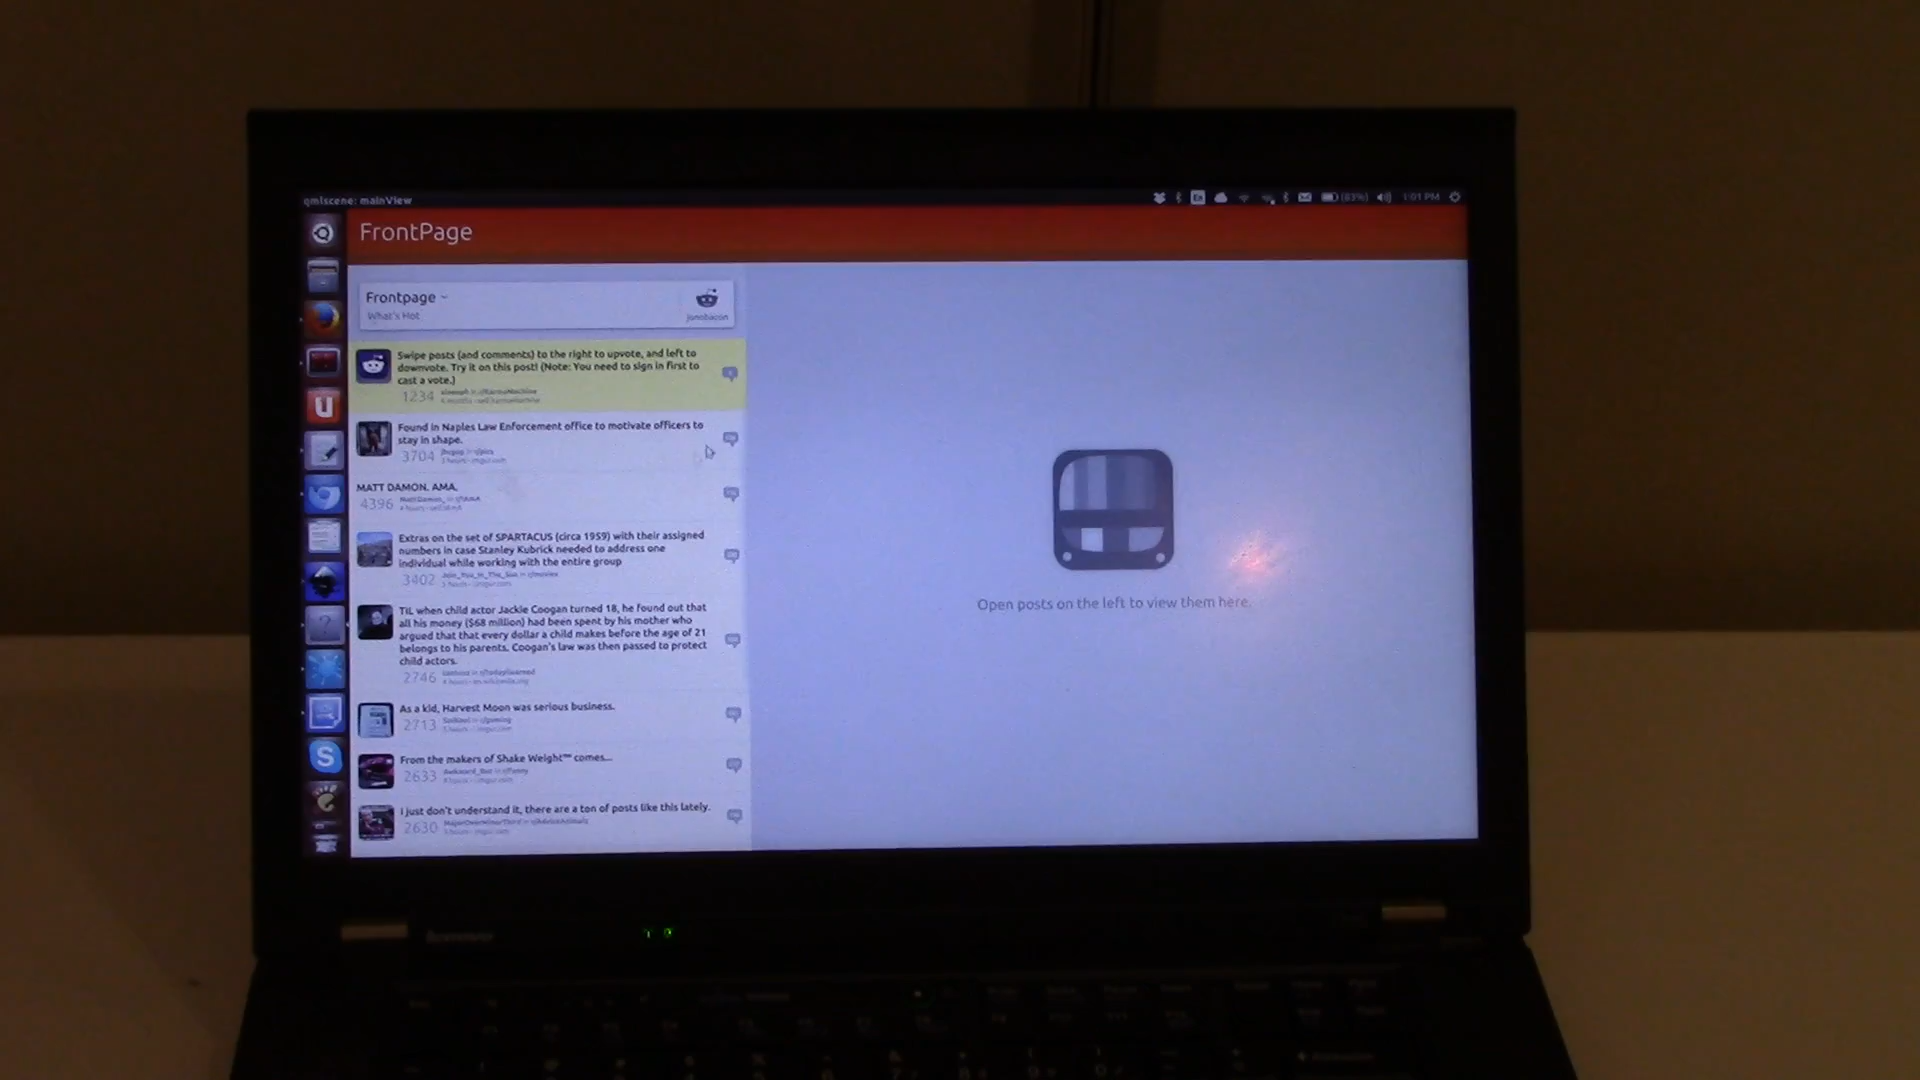 qmlscene: mainView
En
(83%)
1:01 PM
FrontPage
Frontpage
What's Hot
junobacon
Swipe posts (and comments) to the right to upvote, and left to
downvote. Try it on this post! (Note: You need to sign in first to
cast a vote.)
1234
Found in Naples Law Enforcement office to motivate officers to
stay in shape.
3704
MATT DAMON. AMA.
4396
Extras on the set of SPARTACUS (circa 1959) with their assigned
numbers in case Stanley Kubrick needed to address one
individual while working with the entire group
3402
TIL when child actor Jackie Coogan turned 18, he found out that
all his money ($68 million) had been spent by his mother who
argued that that every dollar a child makes before the age of 21
belongs to his parents. Coogan's law was then passed to protect
child actors.
2746
As a kid, Harvest Moon was serious business.
2713
From the makers of Shake Weight™ comes...
2633
I just don't understand it, there are a ton of posts like this lately.
2630
Open posts on the left to view them here.
lenovo